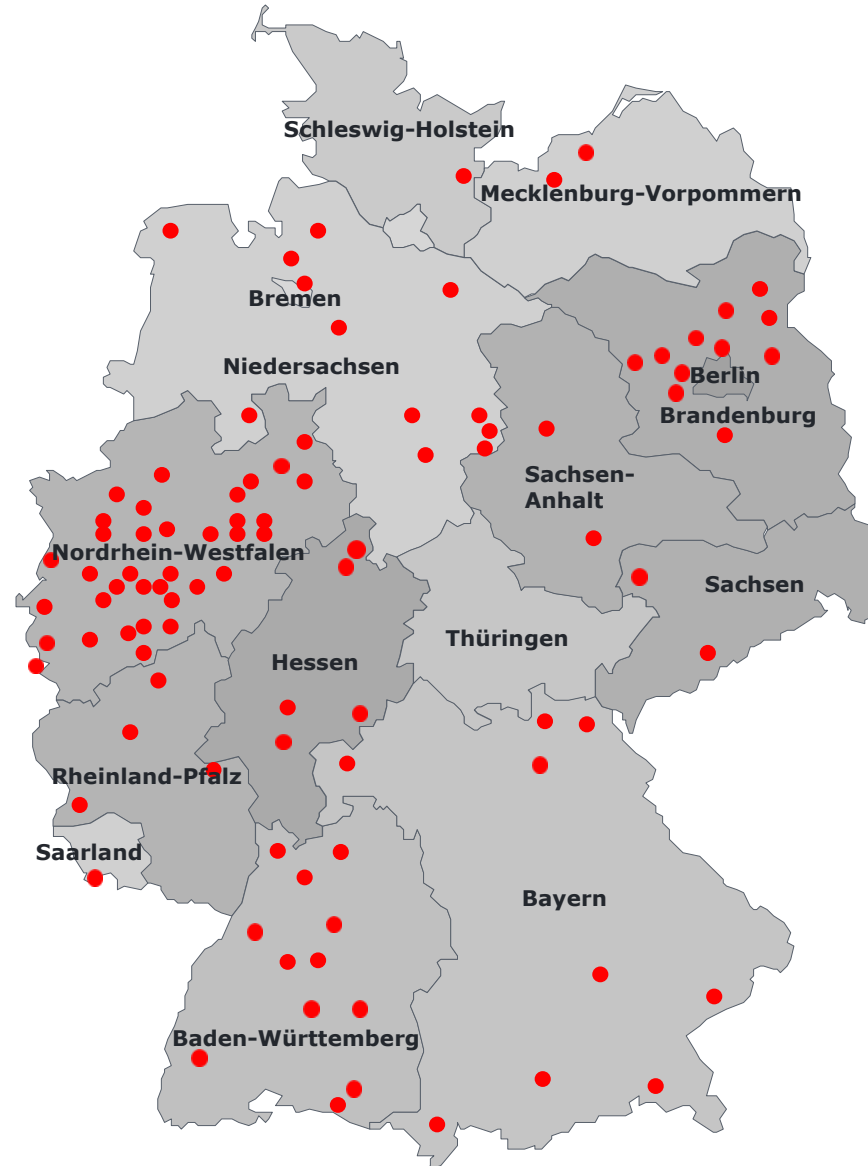 Schleswig-Holstein
Mecklenburg-Vorpommern
Bremen
Niedersachsen
Berlin
Brandenburg
Sachsen-
Anhalt
Nordrhein-Westfalen
Sachsen
Thüringen
Hessen
Rheinland-Pfalz
Saarland
Bayern
Baden-Württemberg